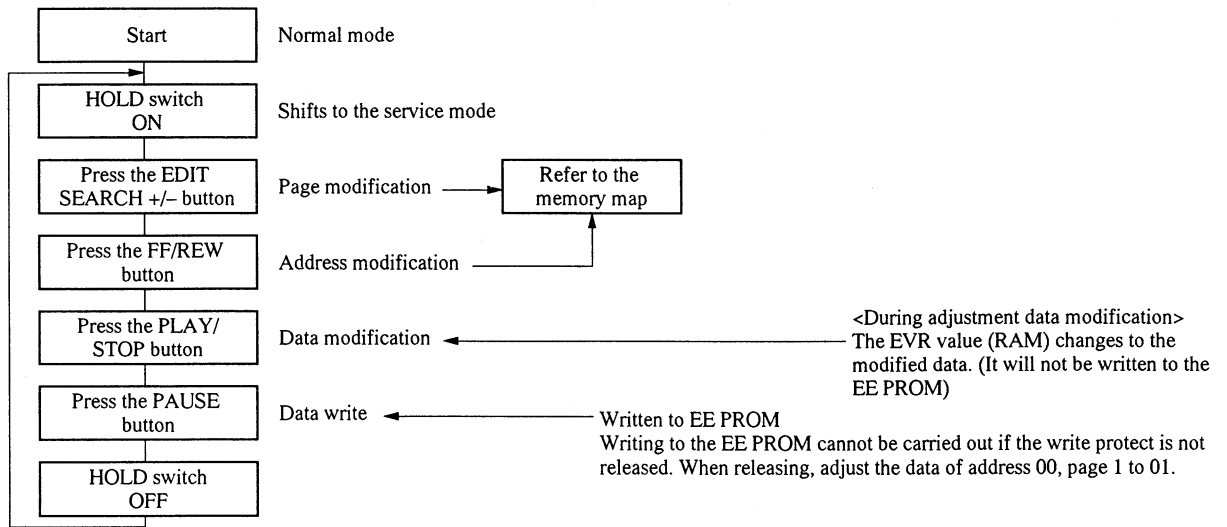 Start
Normal mode
HOLD switch
ON
Shifts to the service mode
Press the EDIT
SEARCH +/– button
Page modification
Refer to the
memory map
Press the FF/REW
button
Address modification
Press the PLAY/
STOP button
Data modification
<During adjustment data modification>
The EVR value (RAM) changes to the
modified data. (It will not be written to the
EE PROM)
Press the PAUSE
button
Data write
Written to EE PROM
Writing to the EE PROM cannot be carried out if the write protect is not
released. When releasing, adjust the data of address 00, page 1 to 01.
HOLD switch
OFF